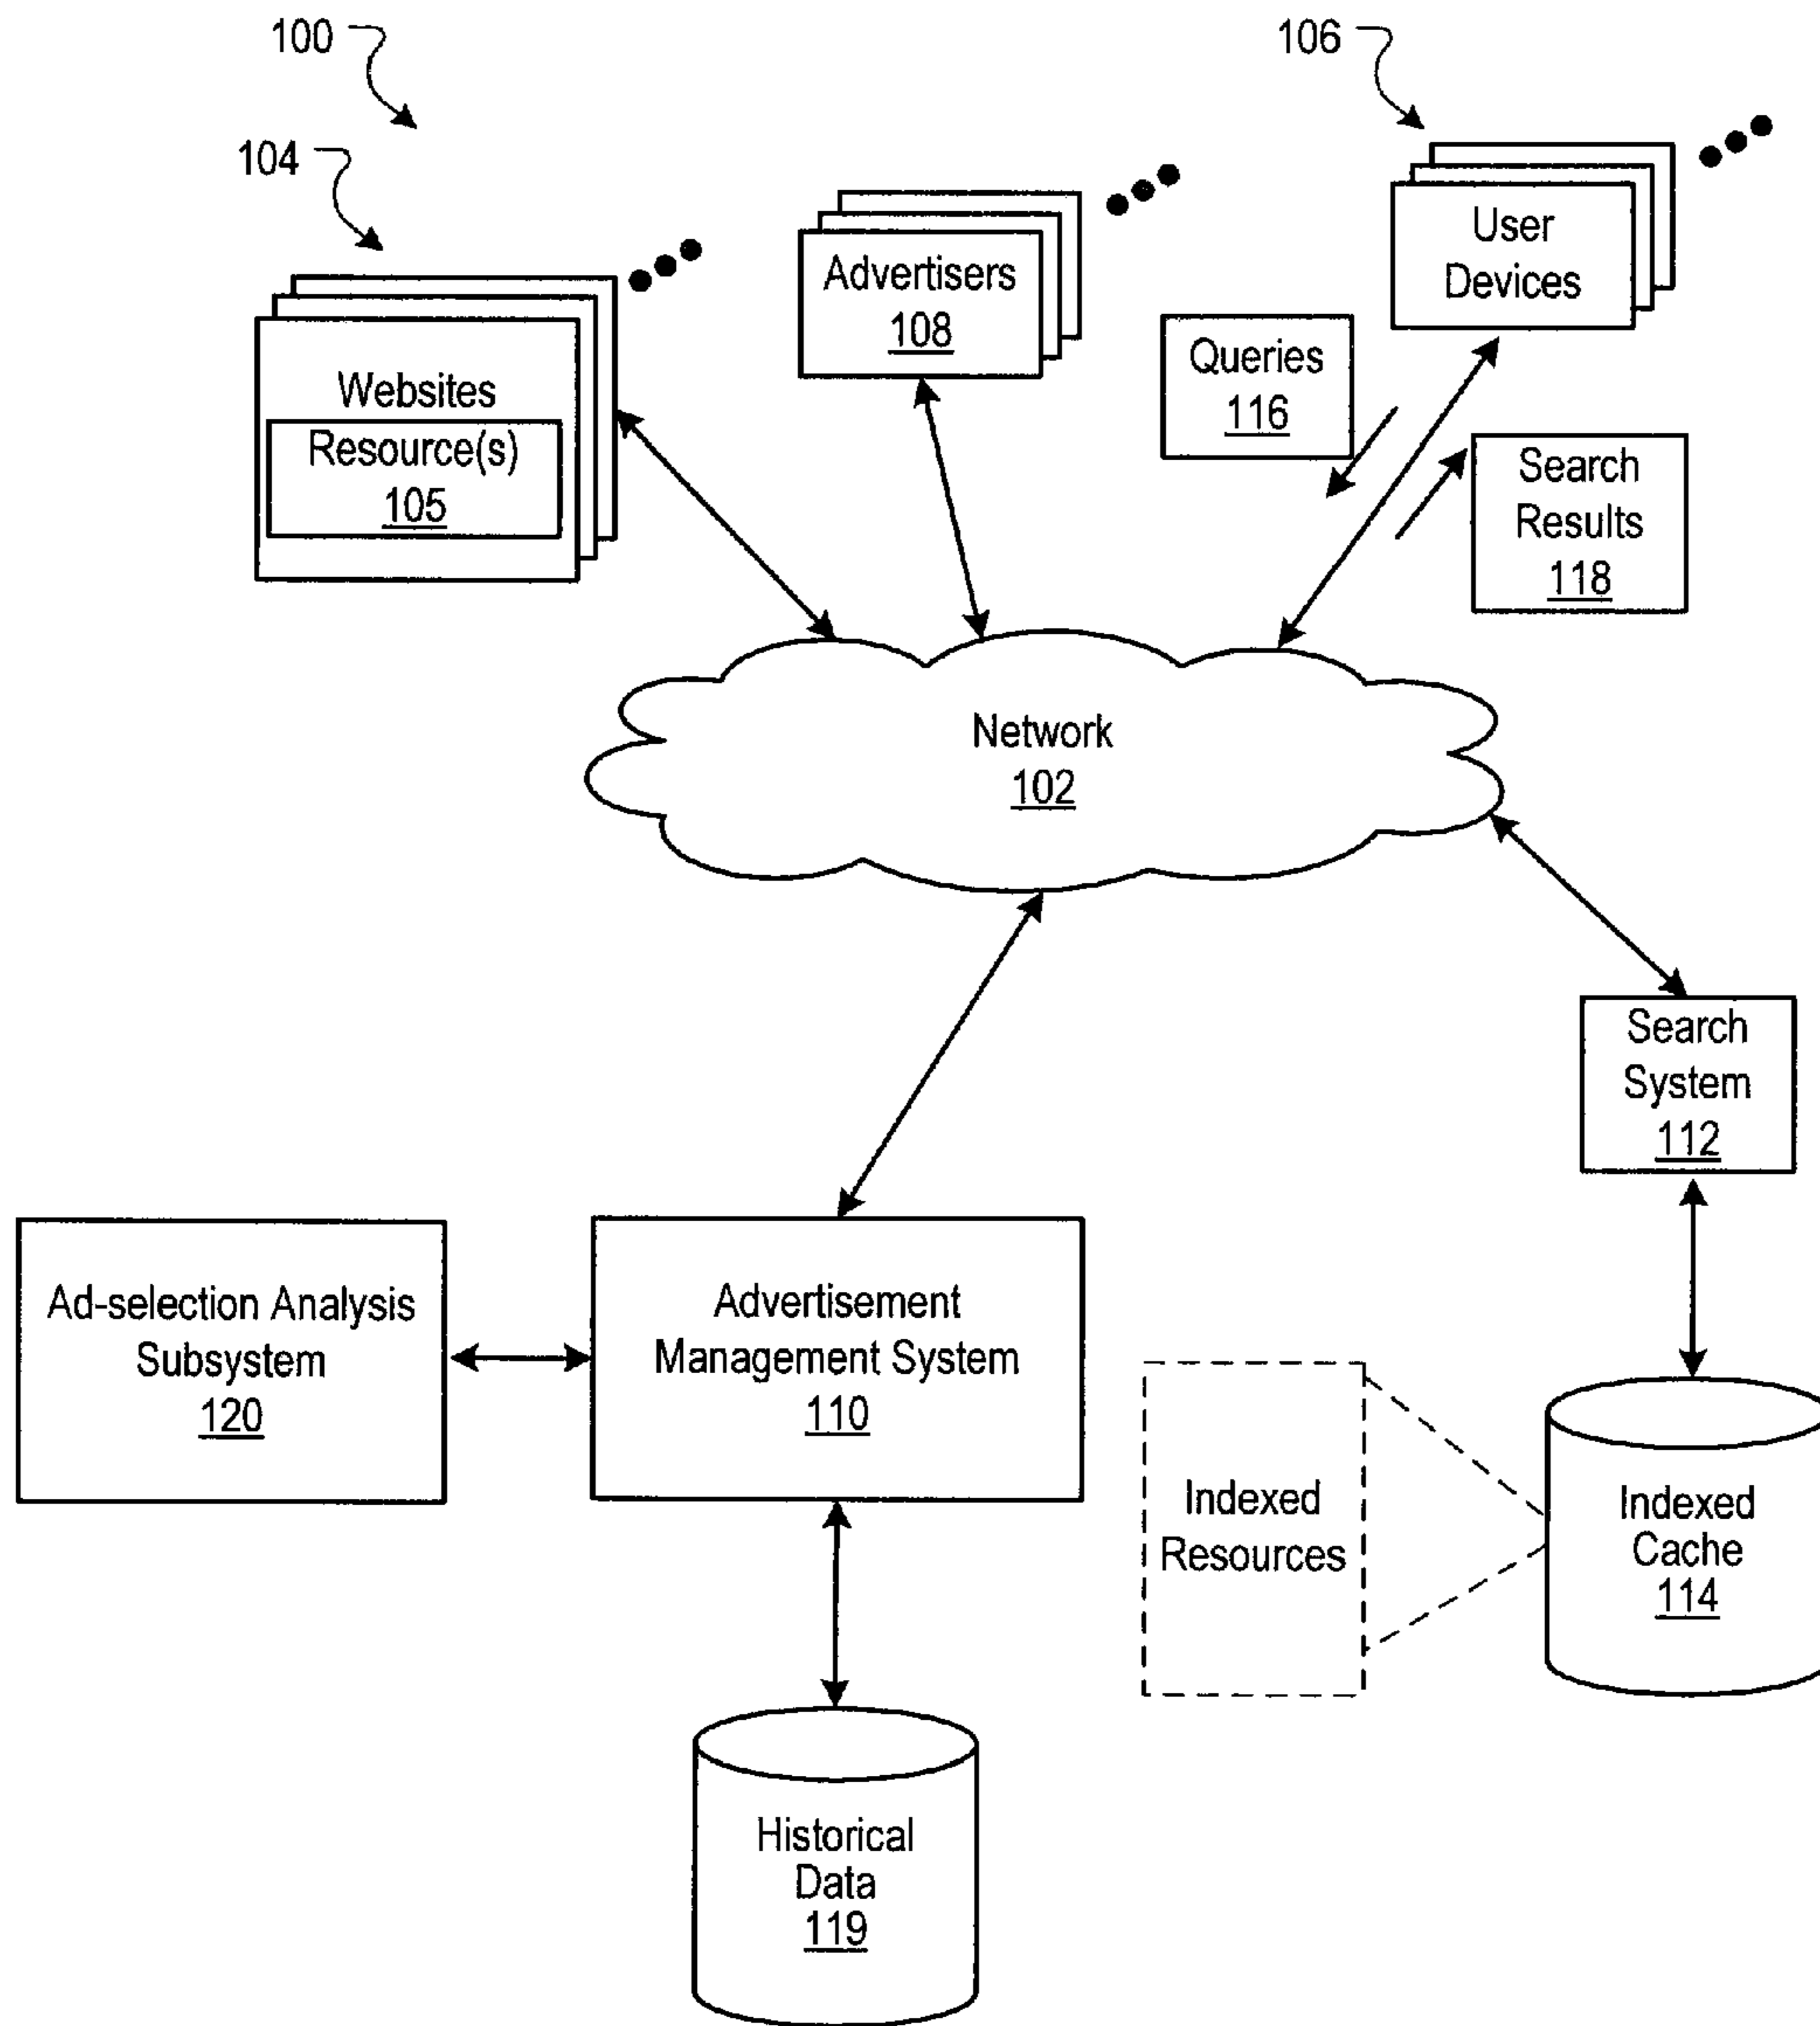 100
106
104
User
Devices
Advertisers
108
Queries
116
Websites
Resource(s)
105
Search
Results
118
Network
102
Search
System
112
Ad-selection Analysis
Subsystem
120
Advertisement
Management System
110
Indexed
Resources
Indexed
Cache
114
Historical
Data
119